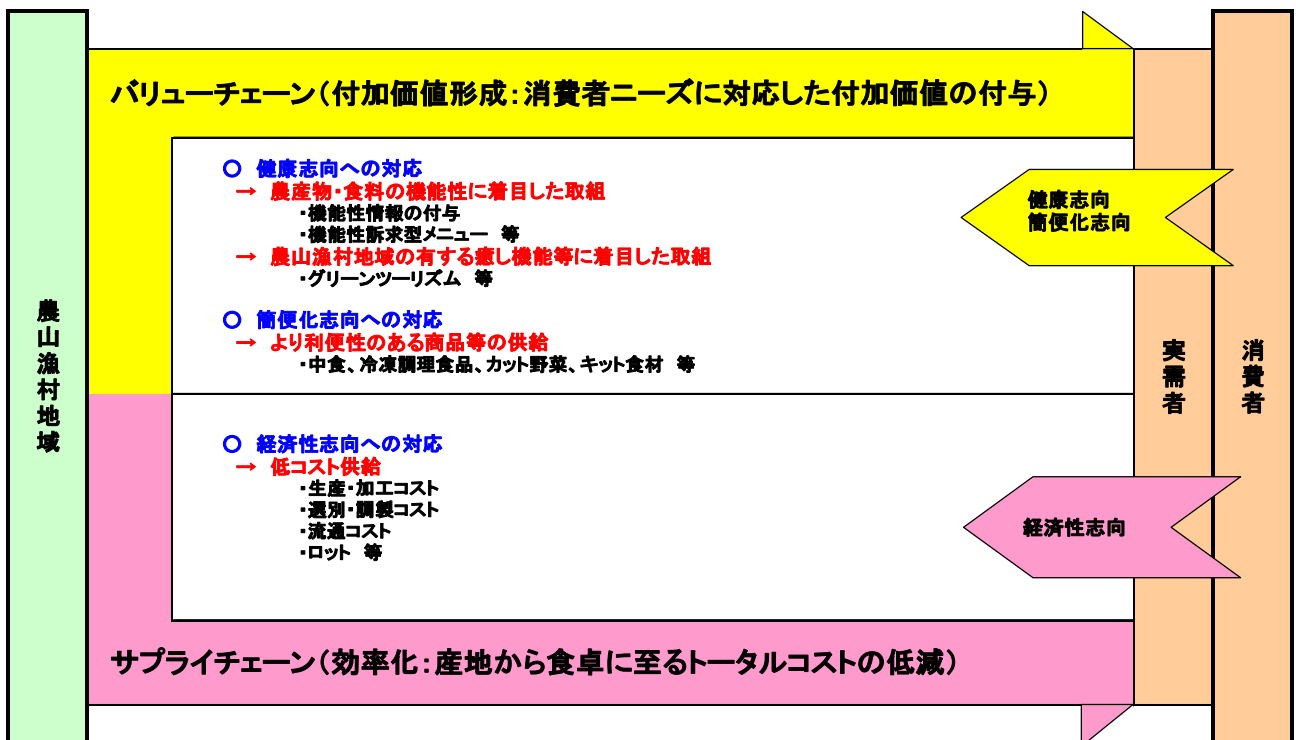 農山漁村地域
バリューチェーン(付加価値形成:消費者ニーズに対応した付加価値の付与)
○ 健康志向への対応
→ 農産物・食料の機能性に着目した取組
・機能性情報の付与
・機能性訴求型メニュー 等
→ 農山漁村地域の有する癒し機能等に着目した取組
・グリーンツーリズム 等
○ 簡便化志向への対応
→ より利便性のある商品等の供給
・中食、冷凍調理食品、カット野菜、キット食材 等
健康志向
簡便化志向
○ 経済性志向への対応
→ 低コスト供給
・生産・加工コスト
・選別・調製コスト
・流通コスト
・ロット 等
経済性志向
サプライチェーン(効率化:産地から食卓に至るトータルコストの低減)
実需者
消費者